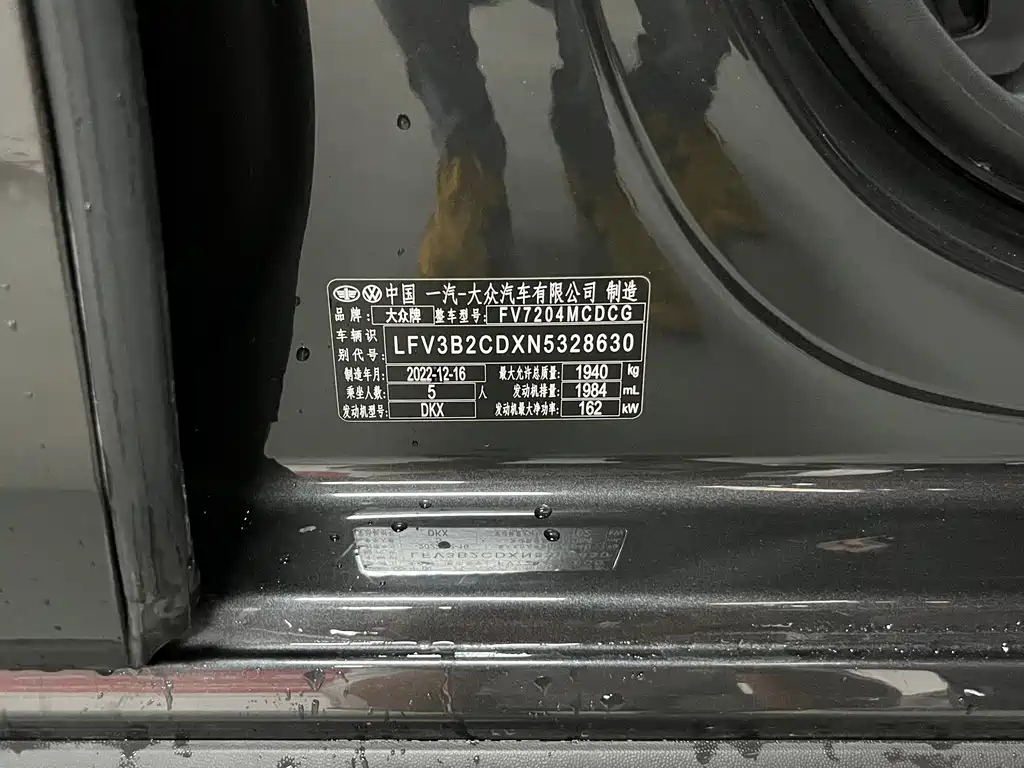 中国 一汽-大众汽车有限公司 制造
品牌: 大众牌 整车型号: FV7204MCDCG
车辆识别代号: LFV3B2CDXN5328630
制造年月: 2022-12-16 最大允许总质量: 1940 kg
乘坐人数: 5 人 发动机排量: 1984 mL
发动机型号: DKX 发动机最大净功率: 162 kW